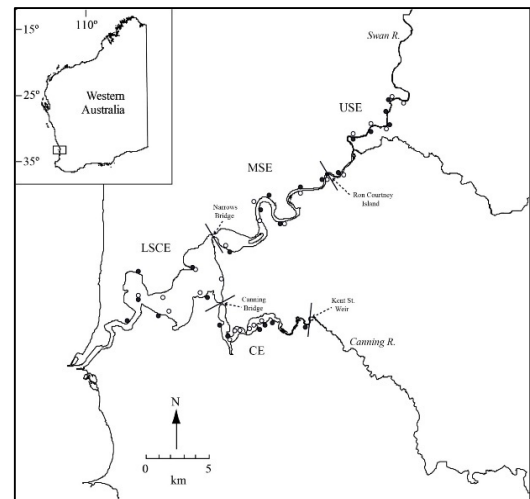 110°
-15°
-25°
-35°
Western
Australia
Swan R.
USE
MSE
Ron Courtney
Island
Narrows
Bridge
LSCE
Canning
Bridge
Kent St.
Weir
CE
Canning R.
N
0 5
km